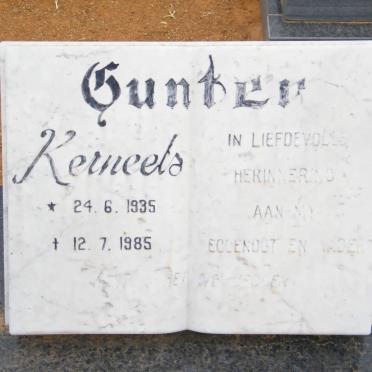 Gunter
Kerneels
* 24. 6. 1935
† 12. 7. 1985
IN LIEFDEVOLLE
HERINNERING
AAN MY
EGGENOOT EN VADER